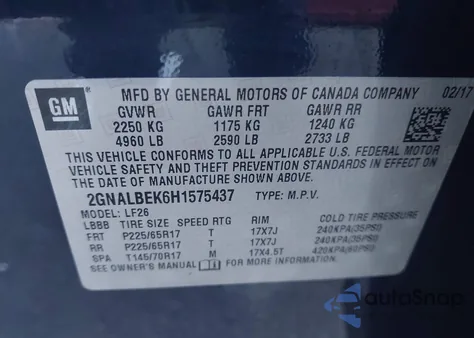 GM
MFD BY GENERAL MOTORS OF CANADA COMPANY 02/17
GVWR GAWR FRT GAWR RR
2250 KG 1175 KG 1240 KG
4960 LB 2590 LB 2733 LB
THIS VEHICLE CONFORMS TO ALL APPLICABLE U.S. FEDERAL MOTOR
VEHICLE SAFETY AND THEFT PREVENTION STANDARDS IN EFFECT ON
THE DATE OF MANUFACTURE SHOWN ABOVE.
2GNALBEK6H1575437 TYPE: M.P.V.
MODEL: LF26
LBBB TIRE SIZE SPEED RTG RIM COLD TIRE PRESSURE
FRT P225/65R17 T 17X7J 240KPA(35PSI)
RR P225/65R17 T 17X7J 240KPA(35PSI)
SPA T145/70R17 M 17X4.5T 420KPA(60PSI)
SEE OWNER'S MANUAL
AutoSnap